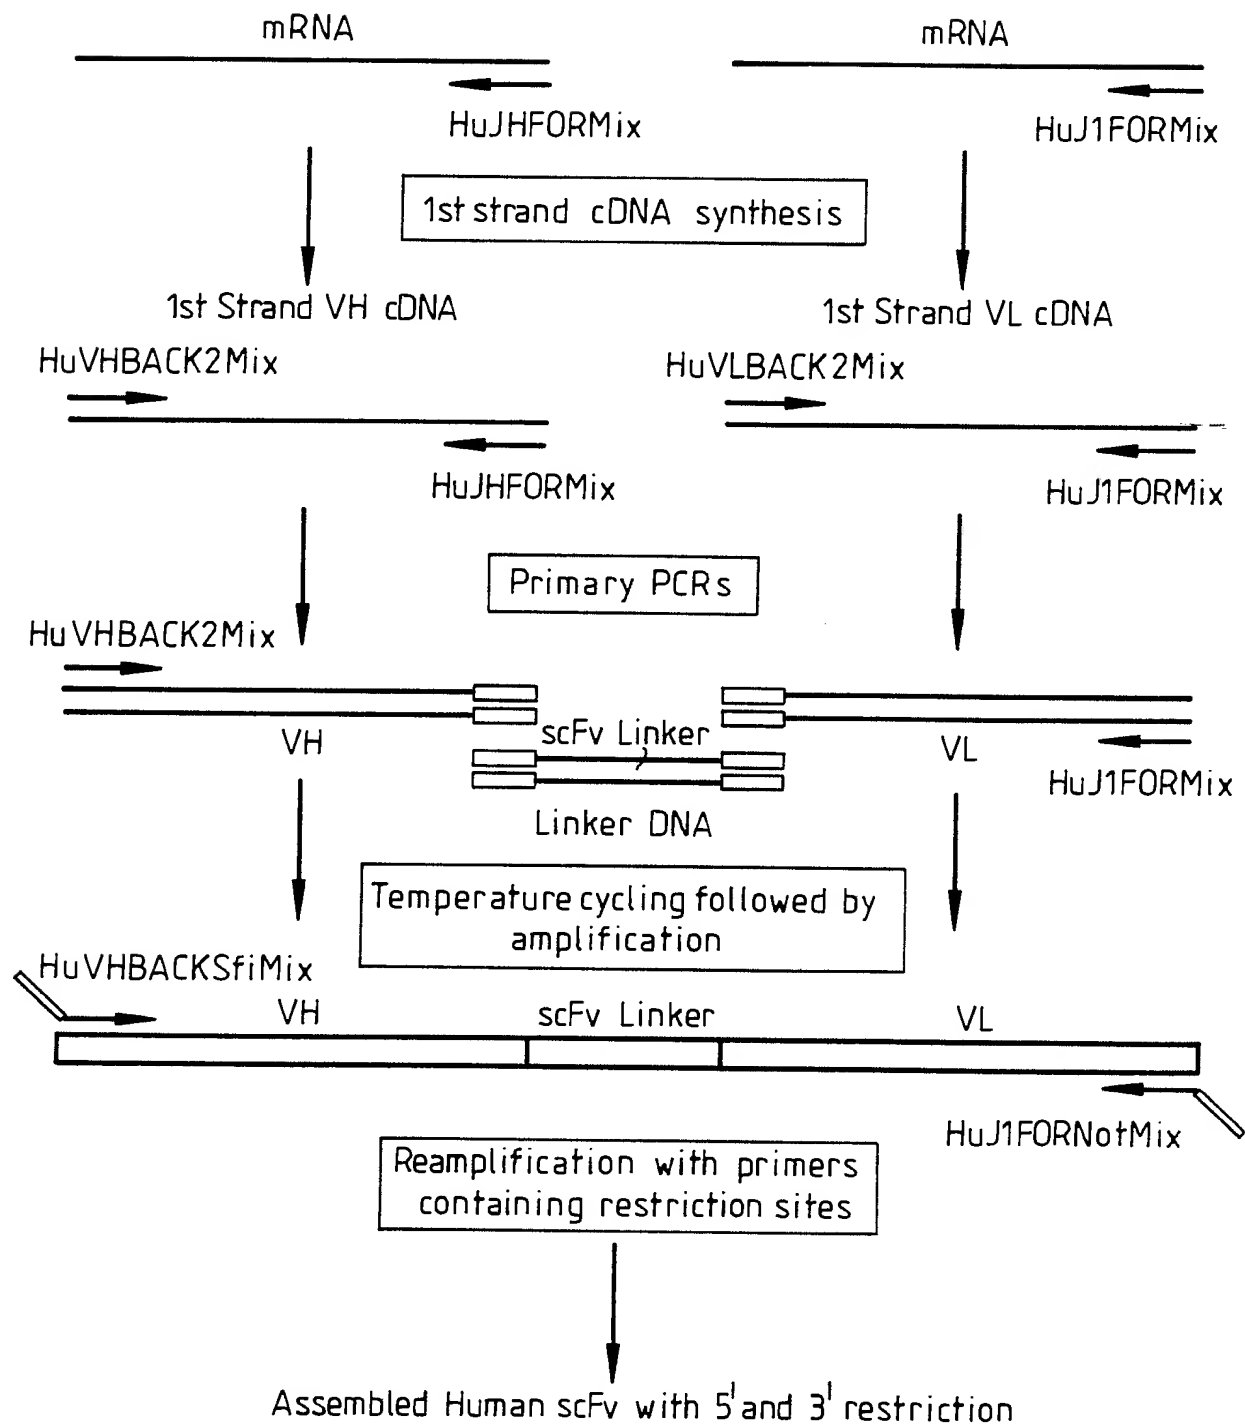 mRNA
mRNA
HuJHFORMix
HuJ1FORMix
1st strand cDNA synthesis
1st Strand VH cDNA
1st Strand VL cDNA
HuVHBACK2Mix
HuVLBACK2Mix
HuJHFORMix
HuJ1FORMix
Primary PCRs
HuVHBACK2Mix
VH
scFv Linker
VL
HuJ1FORMix
Linker DNA
Temperature cycling followed by
amplification
HuVHBACKSfiMix
VH
scFv Linker
VL
HuJ1FORNotMix
Reamplification with primers
containing restriction sites
Assembled Human scFv with 5' and 3' restriction